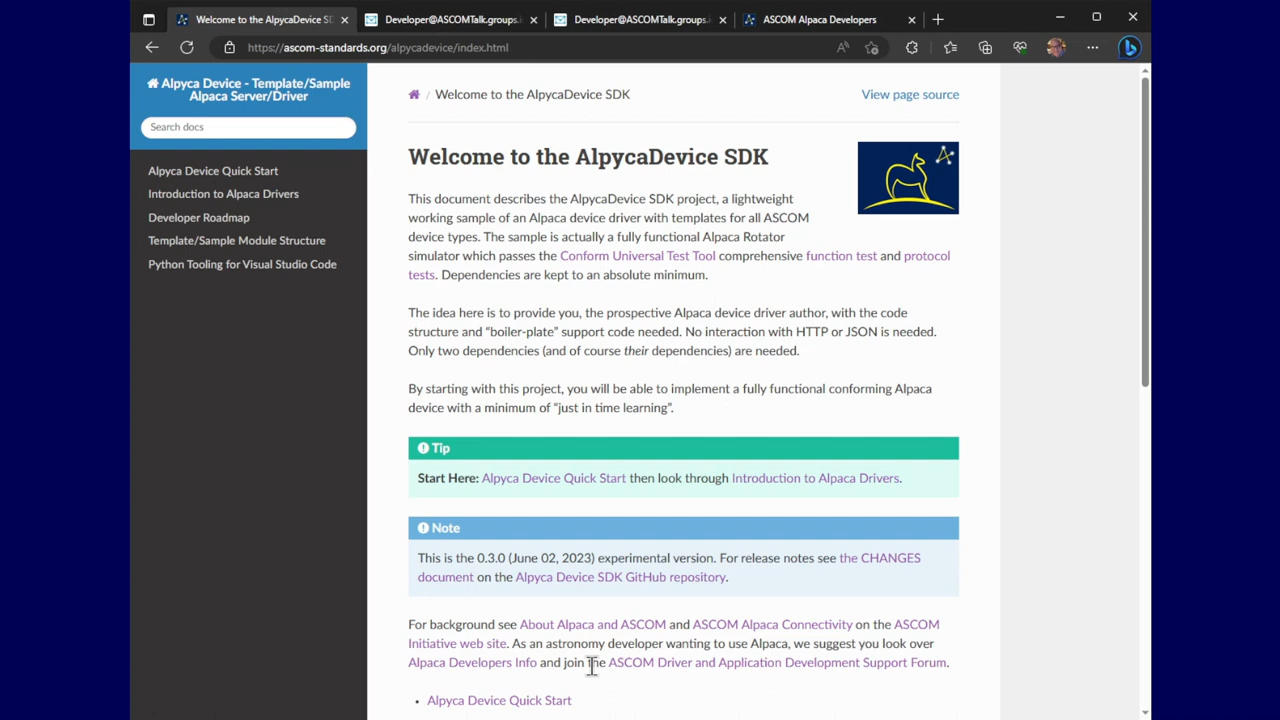 Welcome to the AlpycaDevice SD
Developer@ASCOMTalk.groups.i
Developer@ASCOMTalk.groups.i
ASCOM Alpaca Developers
https://ascom-standards.org/alpycadevice/index.html
Alpyca Device - Template/Sample
Alpaca Server/Driver
Search docs
Alpyca Device Quick Start
Introduction to Alpaca Drivers
Developer Roadmap
Template/Sample Module Structure
Python Tooling for Visual Studio Code
/ Welcome to the AlpycaDevice SDK
View page source
Welcome to the AlpycaDevice SDK
This document describes the AlpycaDevice SDK project, a lightweight
working sample of an Alpaca device driver with templates for all ASCOM
device types. The sample is actually a fully functional Alpaca Rotator
simulator which passes the Conform Universal Test Tool comprehensive function test and protocol
tests. Dependencies are kept to an absolute minimum.
The idea here is to provide you, the prospective Alpaca device driver author, with the code
structure and “boiler-plate” support code needed. No interaction with HTTP or JSON is needed.
Only two dependencies (and of course their dependencies) are needed.
By starting with this project, you will be able to implement a fully functional conforming Alpaca
device with a minimum of “just in time learning”.
Tip
Start Here: Alpyca Device Quick Start then look through Introduction to Alpaca Drivers.
Note
This is the 0.3.0 (June 02, 2023) experimental version. For release notes see the CHANGES
document on the Alpyca Device SDK GitHub repository.
For background see About Alpaca and ASCOM and ASCOM Alpaca Connectivity on the ASCOM
Initiative web site. As an astronomy developer wanting to use Alpaca, we suggest you look over
Alpaca Developers Info and join the ASCOM Driver and Application Development Support Forum.
• Alpyca Device Quick Start